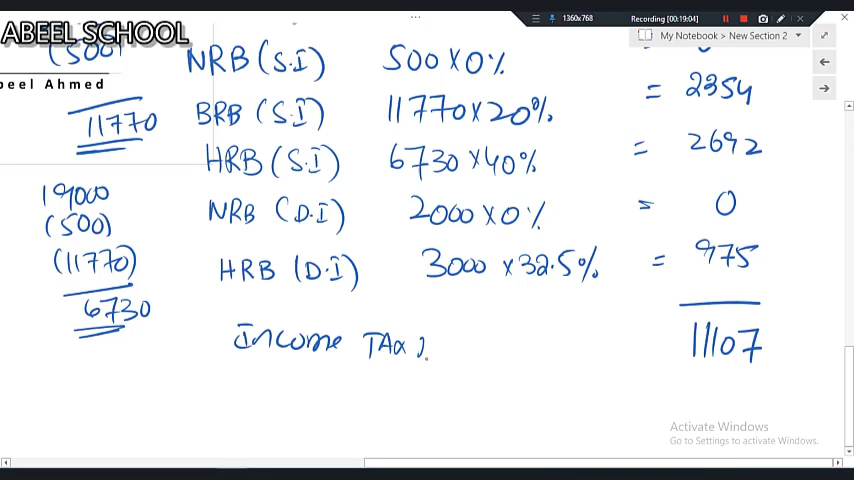 1360x768
Recording [00:19:04]
ABEEL SCHOOL
My Notebook > New Section 2
(500)
NRB (S.I) 500 x 0%
beel Ahmed
11770
BRB (S.I) 11770 x 20% = 2354
HRB (S.I) 6730 x 40% = 2692
19000
(500)
NRB (D.I) 2000 x 0% = 0
(11770)
HRB (D.I) 3000 x 32.5% = 975
6730
Income TAx 11107
Activate Windows
Go to Settings to activate Windows.